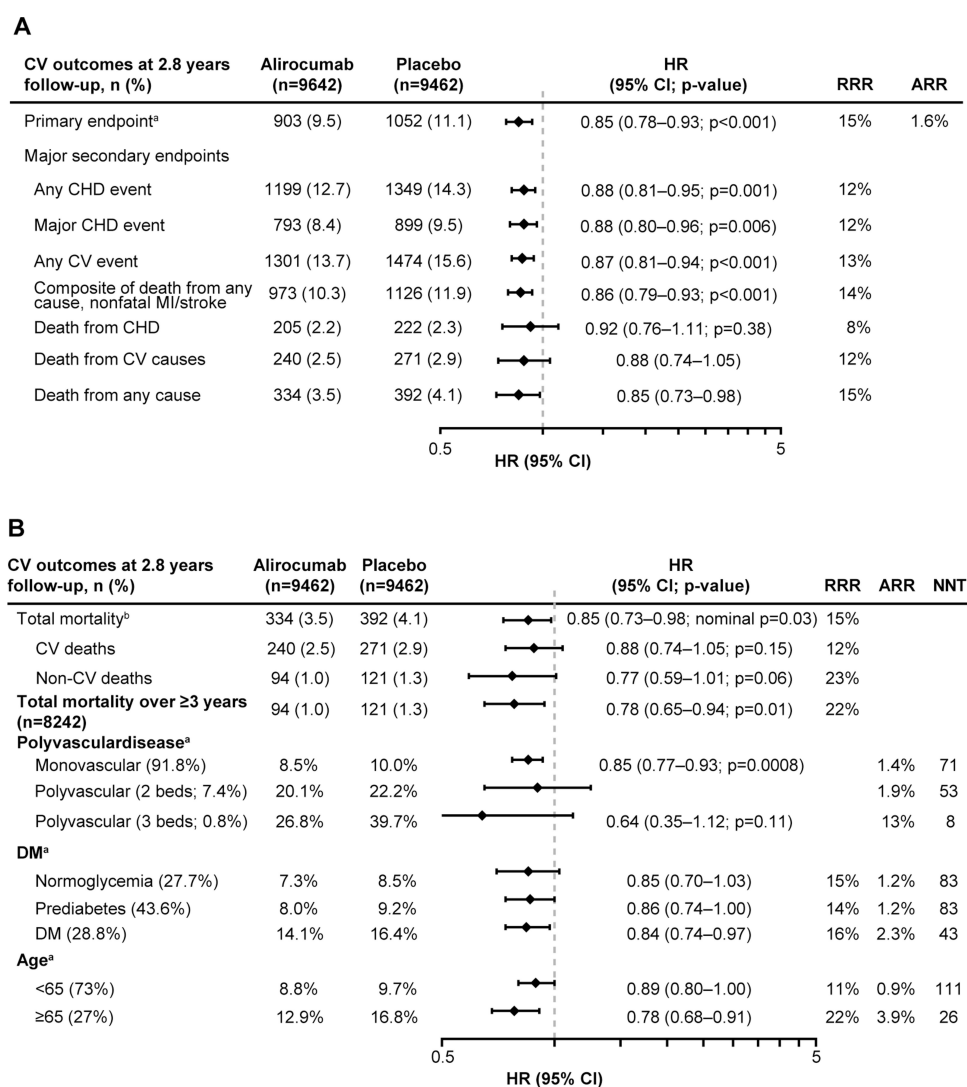 A
CV outcomes at 2.8 years follow-up, n (%) Alirocumab (n=9642) Placebo (n=9462) HR (95% CI; p-value) RRR ARR
Primary endpointᵃ 903 (9.5) 1052 (11.1) 0.85 (0.78–0.93; p<0.001) 15% 1.6%
Major secondary endpoints
Any CHD event 1199 (12.7) 1349 (14.3) 0.88 (0.81–0.95; p=0.001) 12%
Major CHD event 793 (8.4) 899 (9.5) 0.88 (0.80–0.96; p=0.006) 12%
Any CV event 1301 (13.7) 1474 (15.6) 0.87 (0.81–0.94; p<0.001) 13%
Composite of death from any cause, nonfatal MI/stroke 973 (10.3) 1126 (11.9) 0.86 (0.79–0.93; p<0.001) 14%
Death from CHD 205 (2.2) 222 (2.3) 0.92 (0.76–1.11; p=0.38) 8%
Death from CV causes 240 (2.5) 271 (2.9) 0.88 (0.74–1.05) 12%
Death from any cause 334 (3.5) 392 (4.1) 0.85 (0.73–0.98) 15%
0.5 5
HR (95% CI)
B
CV outcomes at 2.8 years follow-up, n (%) Alirocumab (n=9462) Placebo (n=9462) HR (95% CI; p-value) RRR ARR NNT
Total mortalityᵇ 334 (3.5) 392 (4.1) 0.85 (0.73–0.98; nominal p=0.03) 15%
CV deaths 240 (2.5) 271 (2.9) 0.88 (0.74–1.05; p=0.15) 12%
Non-CV deaths 94 (1.0) 121 (1.3) 0.77 (0.59–1.01; p=0.06) 23%
Total mortality over ≥3 years (n=8242) 94 (1.0) 121 (1.3) 0.78 (0.65–0.94; p=0.01) 22%
Polyvasculardiseaseᵃ
Monovascular (91.8%) 8.5% 10.0% 0.85 (0.77–0.93; p=0.0008) 1.4% 71
Polyvascular (2 beds; 7.4%) 20.1% 22.2% 1.9% 53
Polyvascular (3 beds; 0.8%) 26.8% 39.7% 0.64 (0.35–1.12; p=0.11) 13% 8
DMᵃ
Normoglycemia (27.7%) 7.3% 8.5% 0.85 (0.70–1.03) 15% 1.2% 83
Prediabetes (43.6%) 8.0% 9.2% 0.86 (0.74–1.00) 14% 1.2% 83
DM (28.8%) 14.1% 16.4% 0.84 (0.74–0.97) 16% 2.3% 43
Ageᵃ
<65 (73%) 8.8% 9.7% 0.89 (0.80–1.00) 11% 0.9% 111
≥65 (27%) 12.9% 16.8% 0.78 (0.68–0.91) 22% 3.9% 26
0.5 5
HR (95% CI)